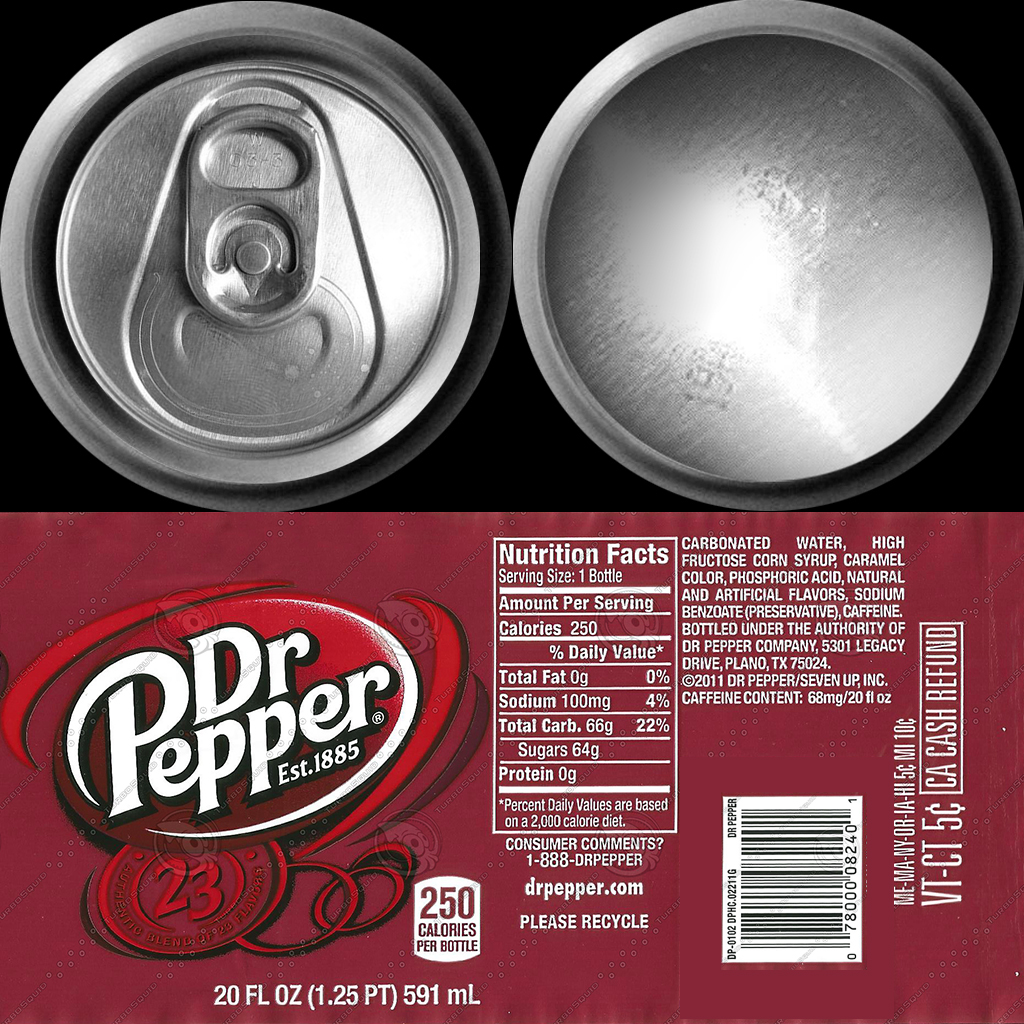 Dr
Pepper®
Est.1885
23
AUTHENTIC BLEND OF 23 FLAVORS
250
CALORIES
PER BOTTLE
20 FL OZ (1.25 PT) 591 mL
Nutrition Facts
Serving Size: 1 Bottle
Amount Per Serving
Calories 250
% Daily Value*
Total Fat 0g 0%
Sodium 100mg 4%
Total Carb. 66g 22%
Sugars 64g
Protein 0g
*Percent Daily Values are based
on a 2,000 calorie diet.
CONSUMER COMMENTS?
1-888-DRPEPPER
drpepper.com
PLEASE RECYCLE
CARBONATED WATER, HIGH
FRUCTOSE CORN SYRUP, CARAMEL
COLOR, PHOSPHORIC ACID, NATURAL
AND ARTIFICIAL FLAVORS, SODIUM
BENZOATE (PRESERVATIVE), CAFFEINE.
BOTTLED UNDER THE AUTHORITY OF
DR PEPPER COMPANY, 5301 LEGACY
DRIVE, PLANO, TX 75024.
©2011 DR PEPPER/SEVEN UP, INC.
CAFFEINE CONTENT: 68mg/20 fl oz
DR PEPPER
DP-0102 DPHC.02211G
0 78000 08240 1
ME-MA-NY-OR-IA-HI 5¢ MI 10¢
VT-CT 5¢ CA CASH REFUND